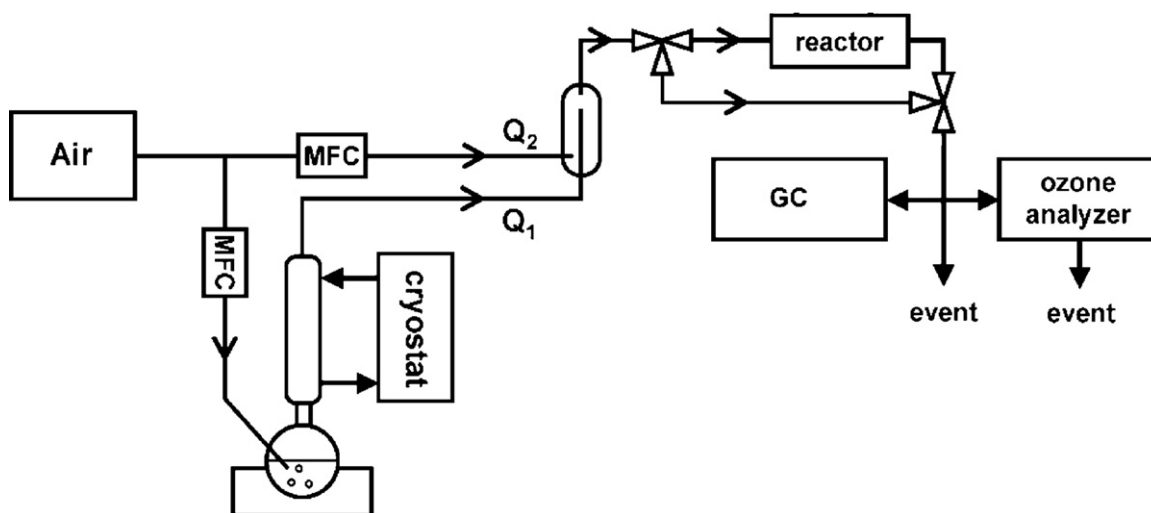 reactor
Air
MFC
Q2
Q1
MFC
cryostat
GC
ozone
analyzer
event
event